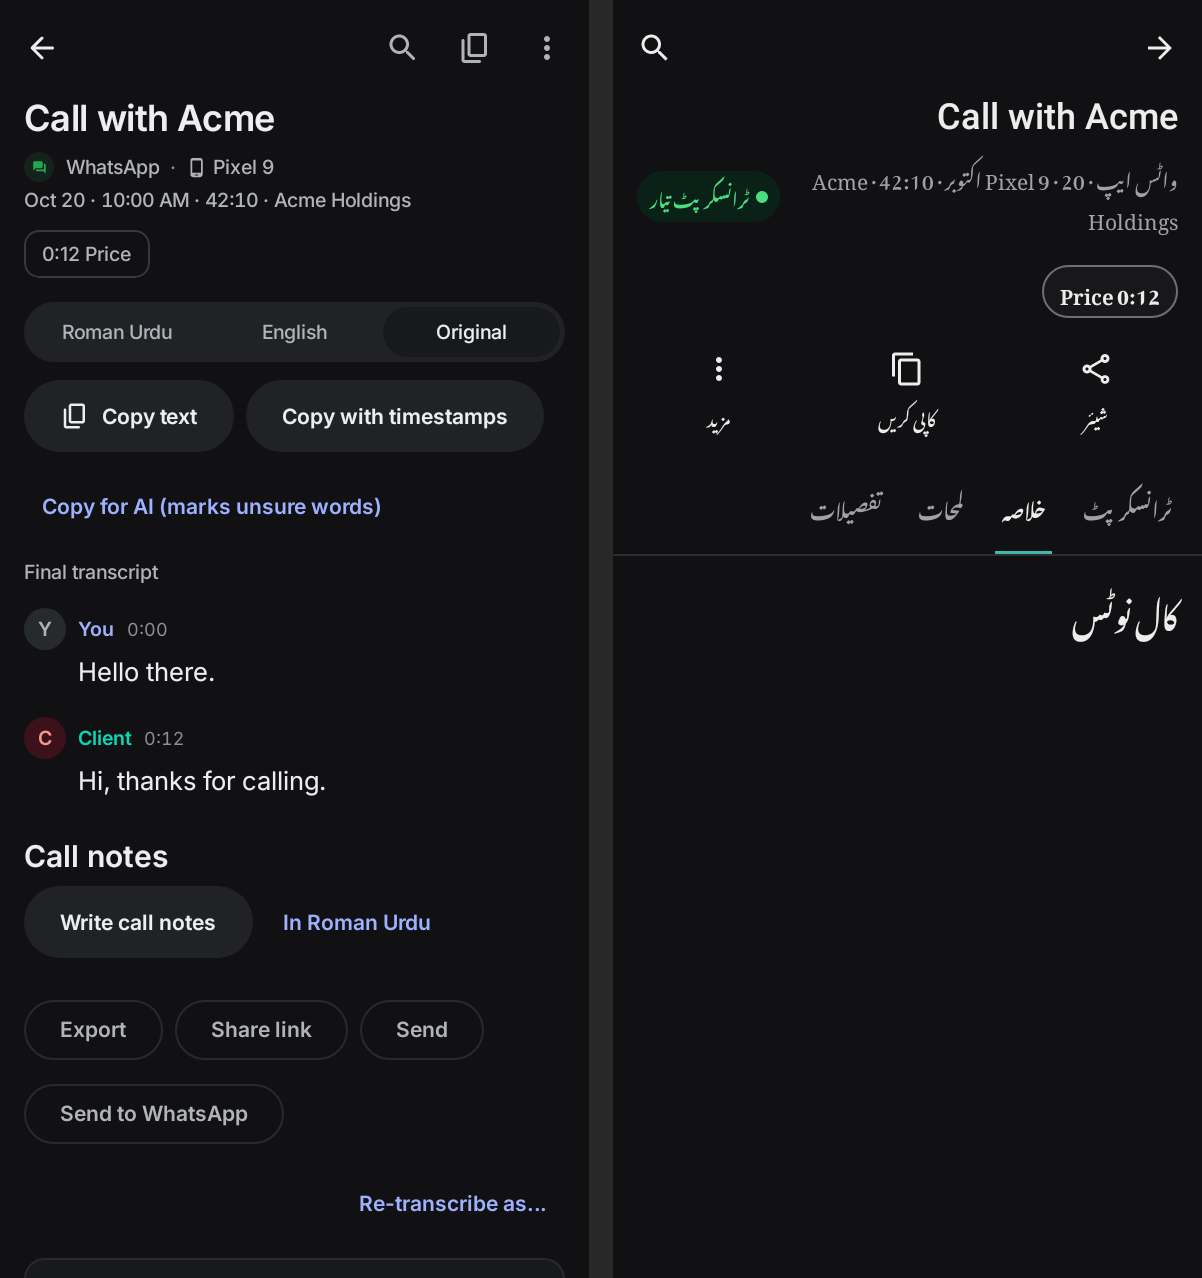 Call with Acme
WhatsApp · Pixel 9
Oct 20 · 10:00 AM · 42:10 · Acme Holdings
0:12 Price
Roman Urdu
English
Original
Copy text
Copy with timestamps
Copy for AI (marks unsure words)
Final transcript
Y You 0:00
Hello there.
C Client 0:12
Hi, thanks for calling.
Call notes
Write call notes
In Roman Urdu
Export
Share link
Send
Send to WhatsApp
Re-transcribe as...
Call with Acme
واٹس ایپ · Pixel 9 · 20 اکتوبر · 42:10 · Acme
Holdings
ٹرانسکرپٹ تیار
Price 0:12
شیئر
کاپی کریں
مزید
ٹرانسکرپٹ
خلاصہ
لمحات
تفصیلات
کال نوٹس